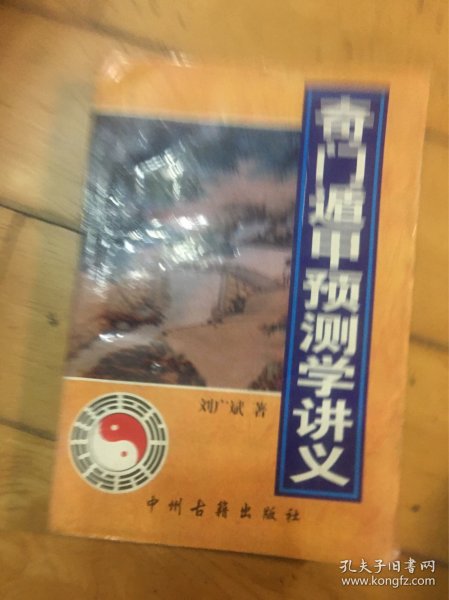 奇门遁甲预测学讲义
刘广斌 著
中州古籍出版社
孔夫子旧书网
www.kongfz.com